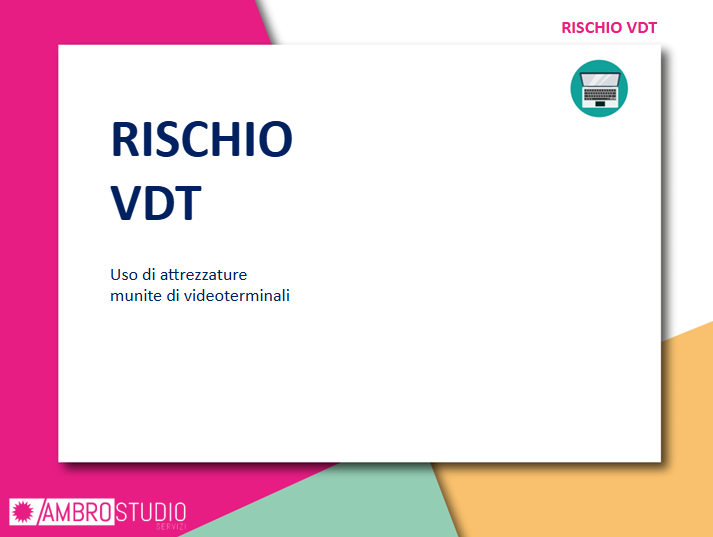 RISCHIO VDT
RISCHIO
VDT
Uso di attrezzature
munite di videoterminali
AMBROSTUDIO
SERVIZI